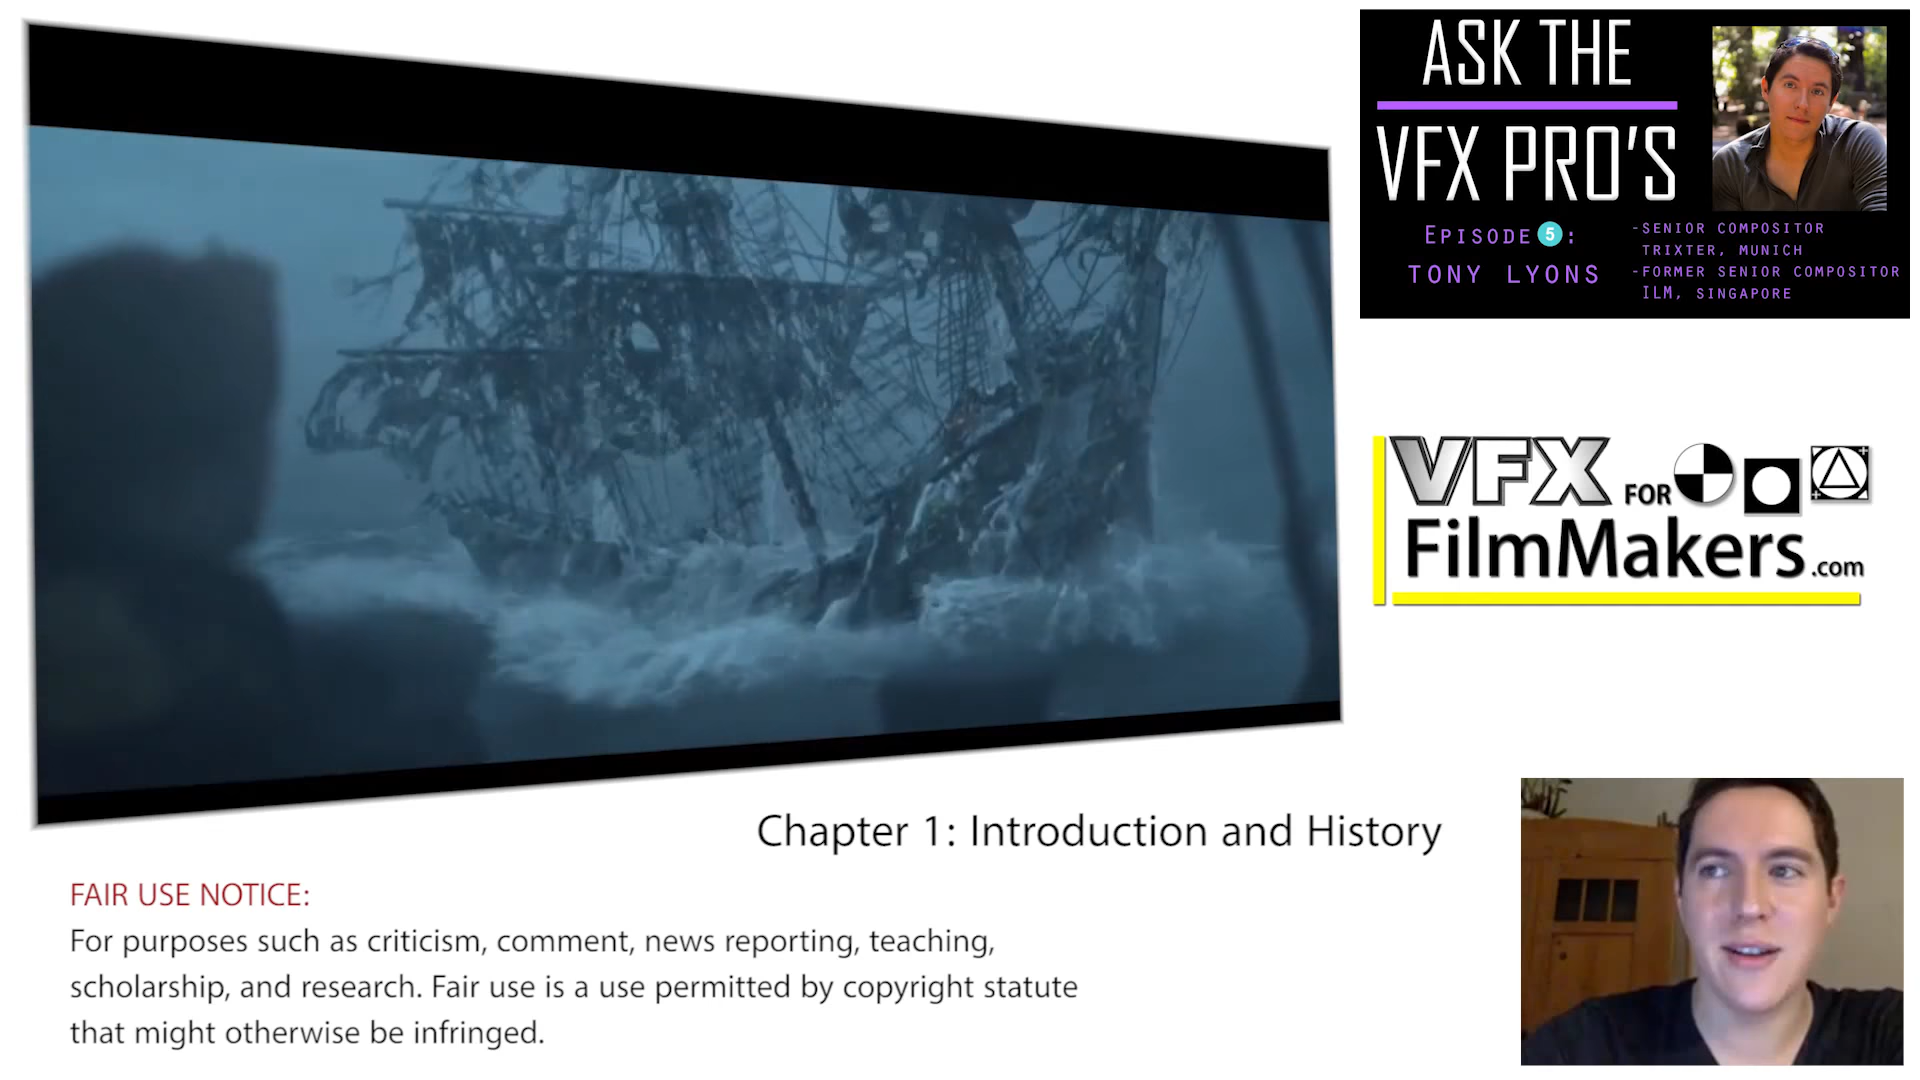 ASK THE
VFX PRO'S
EPISODE 5:
TONY LYONS
-SENIOR COMPOSITOR
TRIXTER, MUNICH
-FORMER SENIOR COMPOSITOR
ILM, SINGAPORE
VFX FOR
FilmMakers.com
Chapter 1: Introduction and History
FAIR USE NOTICE:
For purposes such as criticism, comment, news reporting, teaching,
scholarship, and research. Fair use is a use permitted by copyright statute
that might otherwise be infringed.